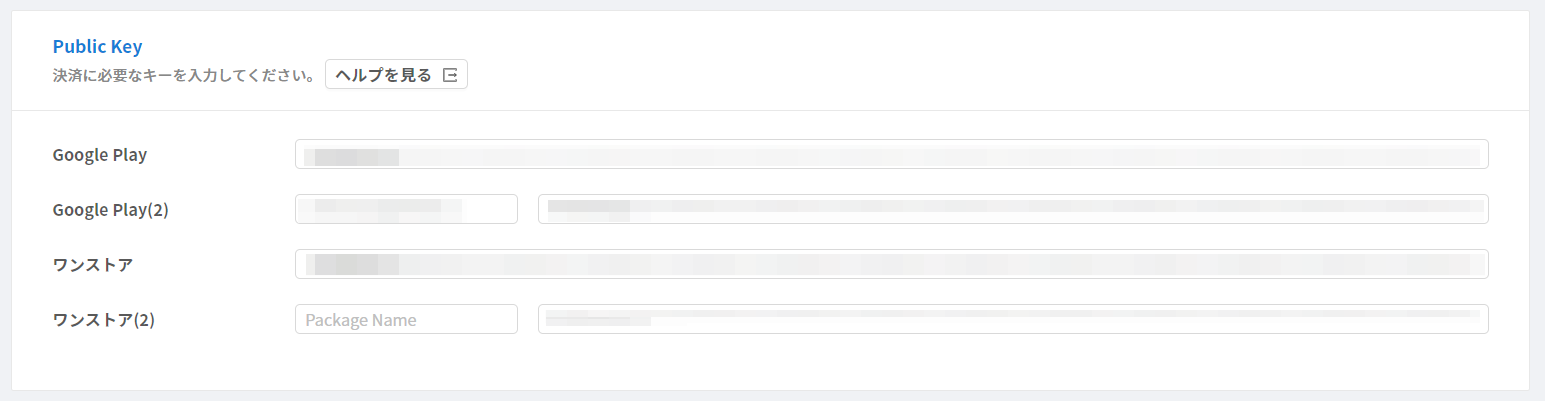 Public Key
決済に必要なキーを入力してください。 ヘルプを見る
Google Play
Google Play(2)
ワンストア
ワンストア(2) Package Name